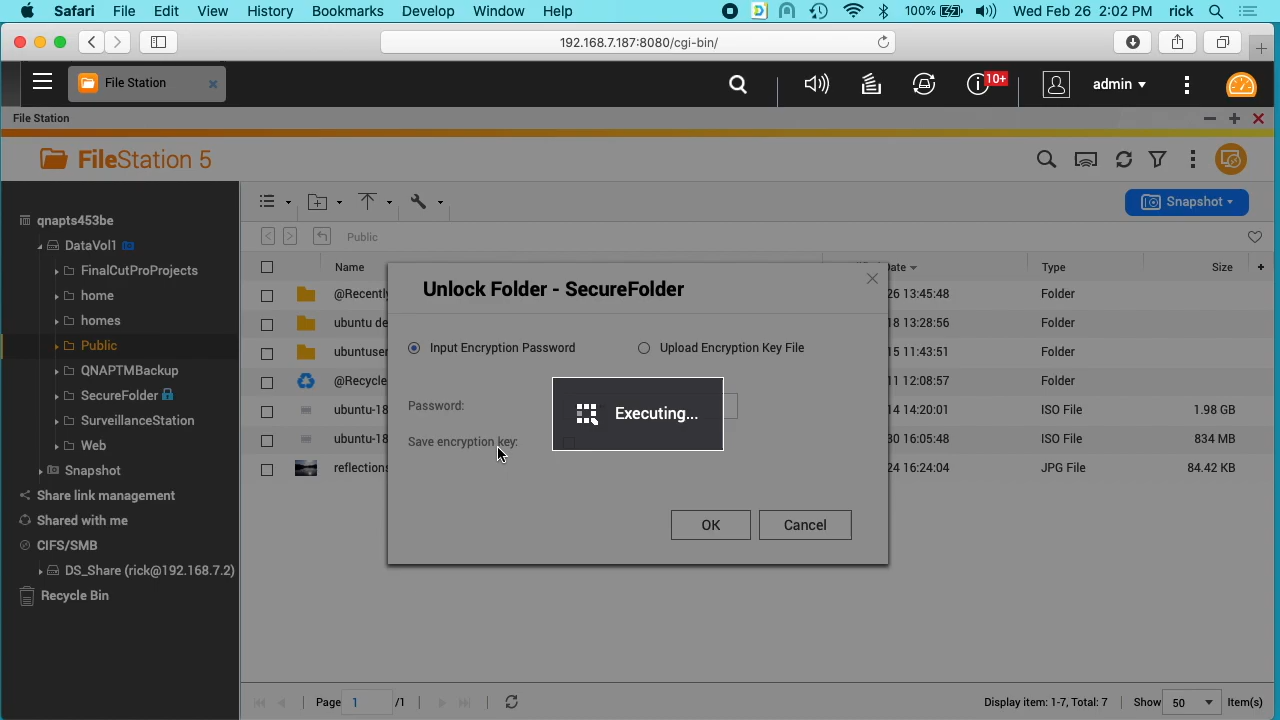 Safari File Edit View History Bookmarks Develop Window Help 100% Wed Feb 26 2:02 PM rick
192.168.7.187:8080/cgi-bin/
File Station 10+ admin
File Station
FileStation 5
Snapshot
qnapts453be
DataVol1
FinalCutProProjects
home
homes
Public
QNAPTMBackup
SecureFolder
SurveillanceStation
Web
Snapshot
Share link management
Shared with me
CIFS/SMB
DS_Share (rick@192.168.7.2)
Recycle Bin
Public
Name Date Type Size
@Recently 26 13:45:48 Folder
ubuntu de 18 13:28:56 Folder
ubuntuser 15 11:43:51 Folder
@Recycle 11 12:08:57 Folder
ubuntu-18 14 14:20:01 ISO File 1.98 GB
ubuntu-18 30 16:05:48 ISO File 834 MB
reflections 24 16:24:04 JPG File 84.42 KB
Unlock Folder - SecureFolder
Input Encryption Password Upload Encryption Key File
Password:
Executing...
Save encryption key:
OK Cancel
Page 1 /1 Display item: 1-7, Total: 7 Show 50 Item(s)